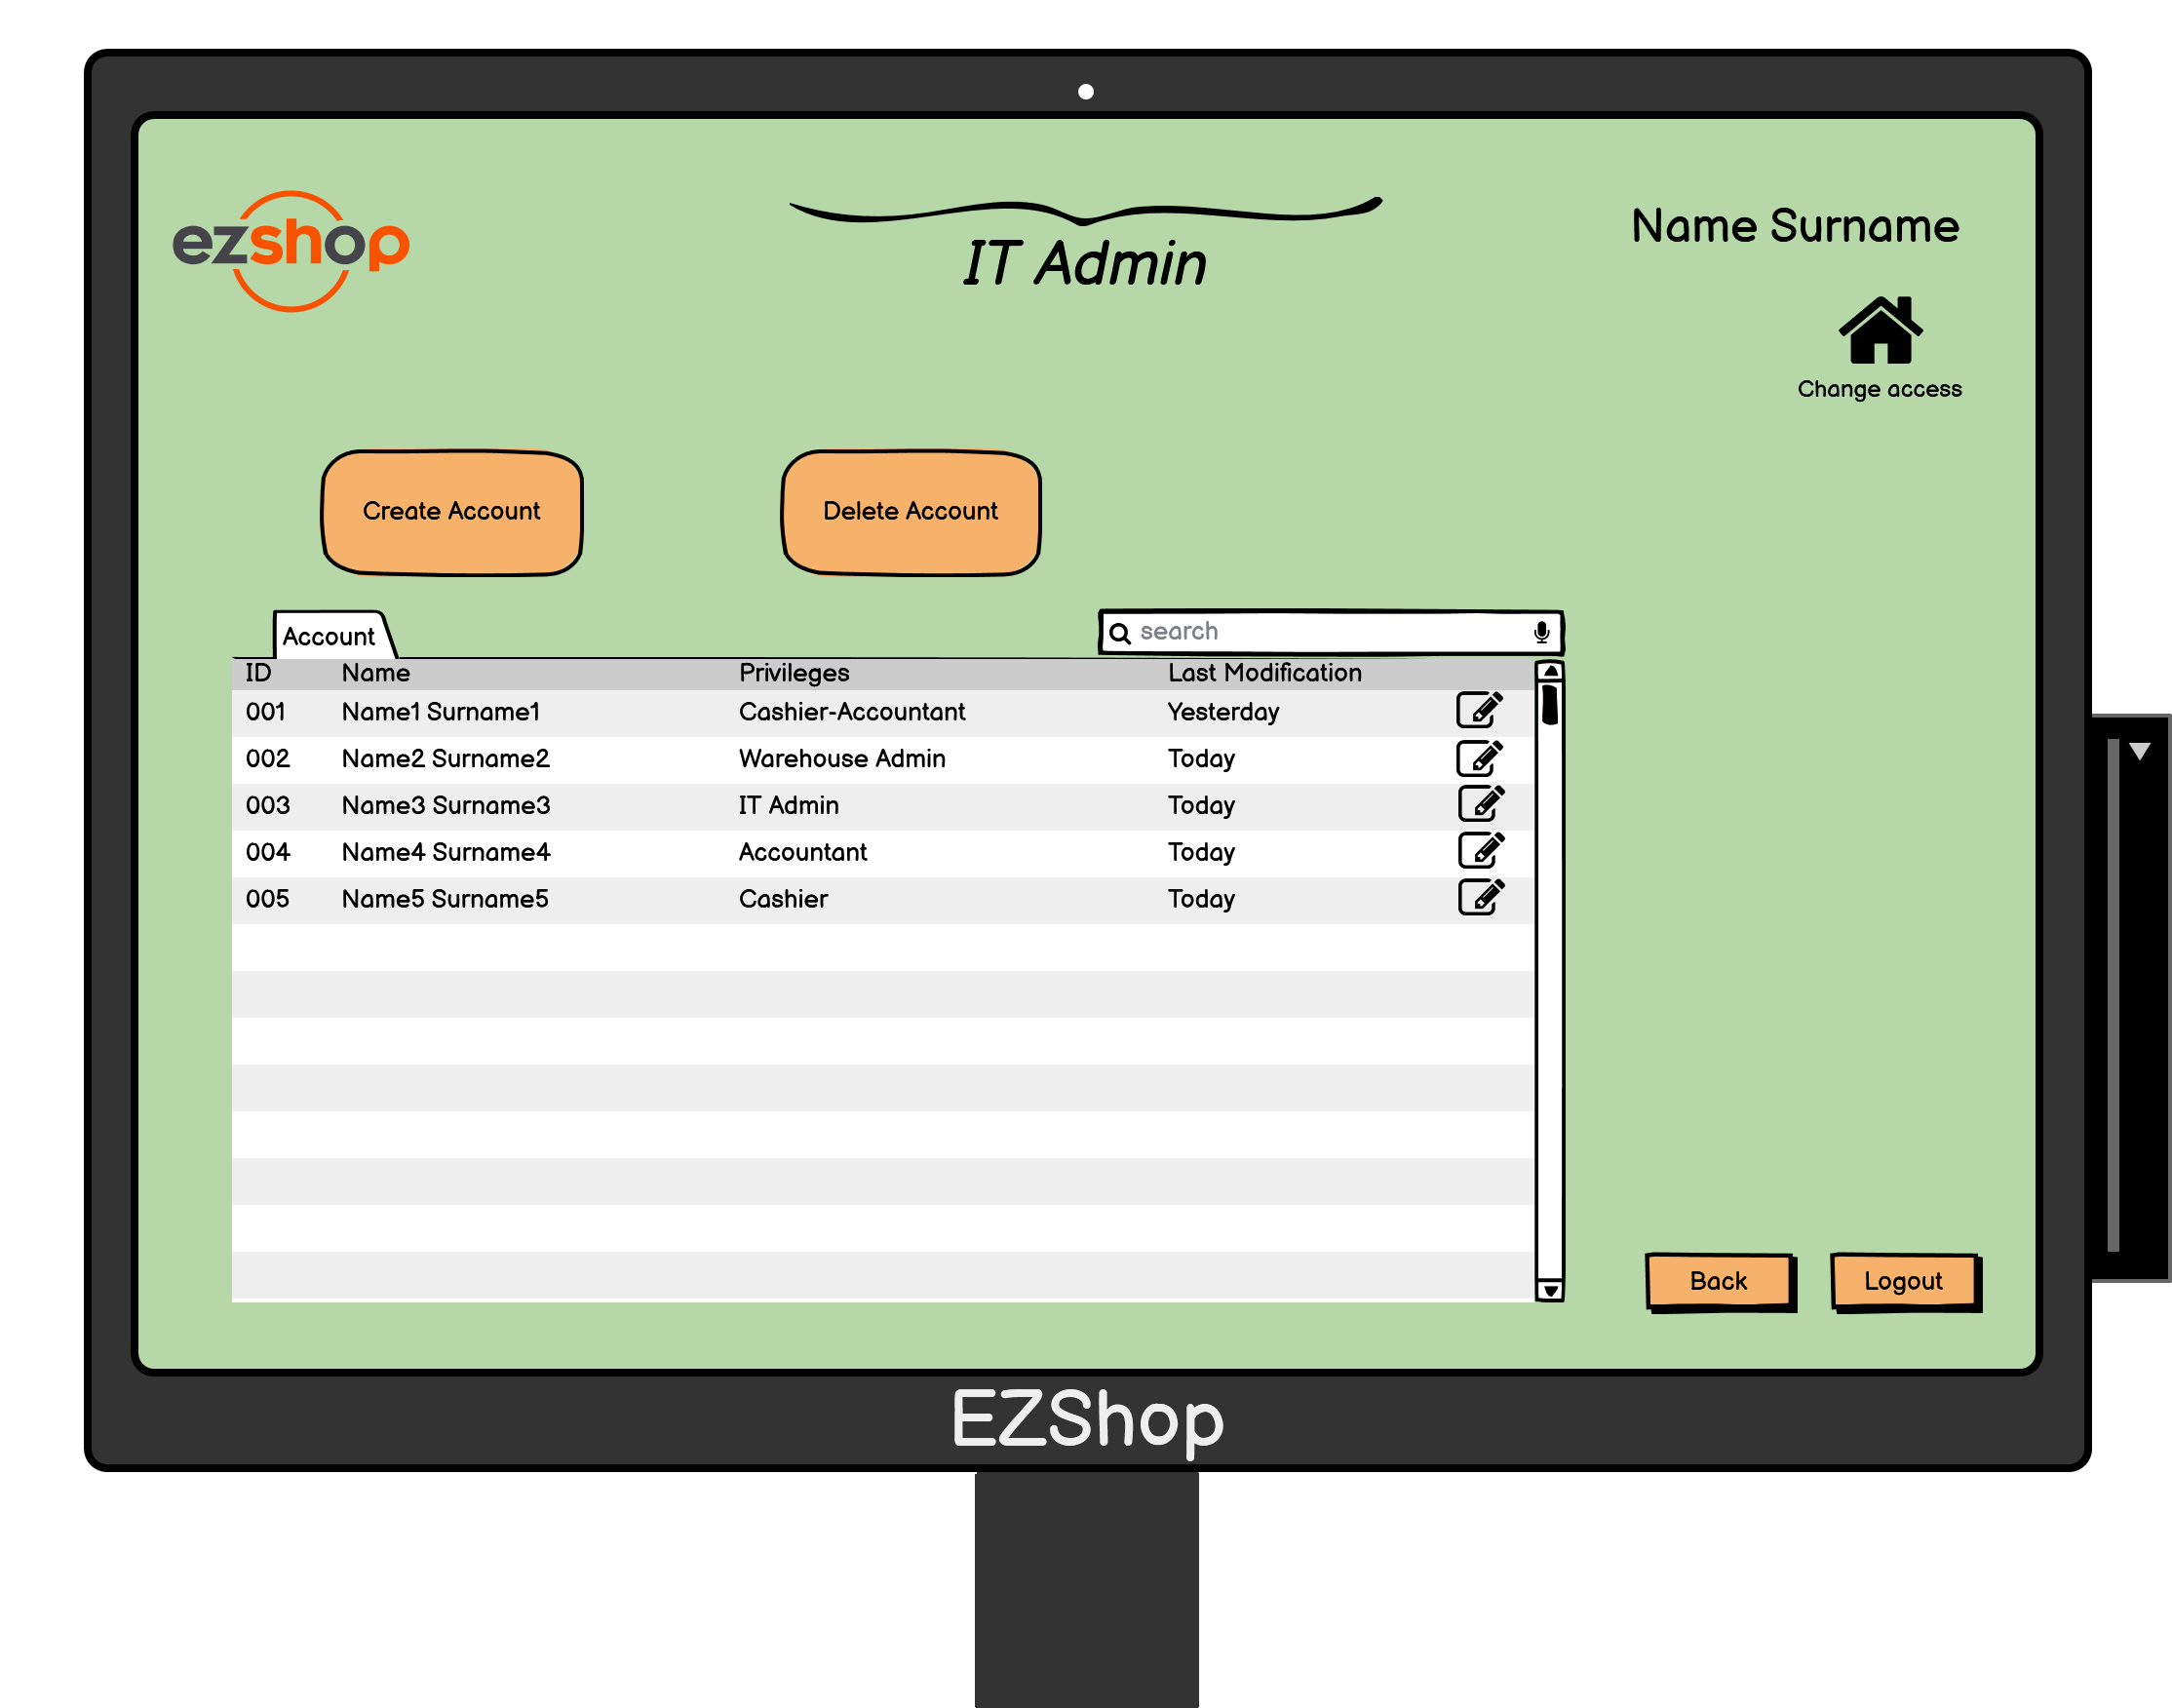 ezshop
IT Admin
Name Surname
Change access
Create Account
Delete Account
Account
search
ID Name Privileges Last Modification
001 Name1 Surname1 Cashier-Accountant Yesterday
002 Name2 Surname2 Warehouse Admin Today
003 Name3 Surname3 IT Admin Today
004 Name4 Surname4 Accountant Today
005 Name5 Surname5 Cashier Today
Back
Logout
EZShop